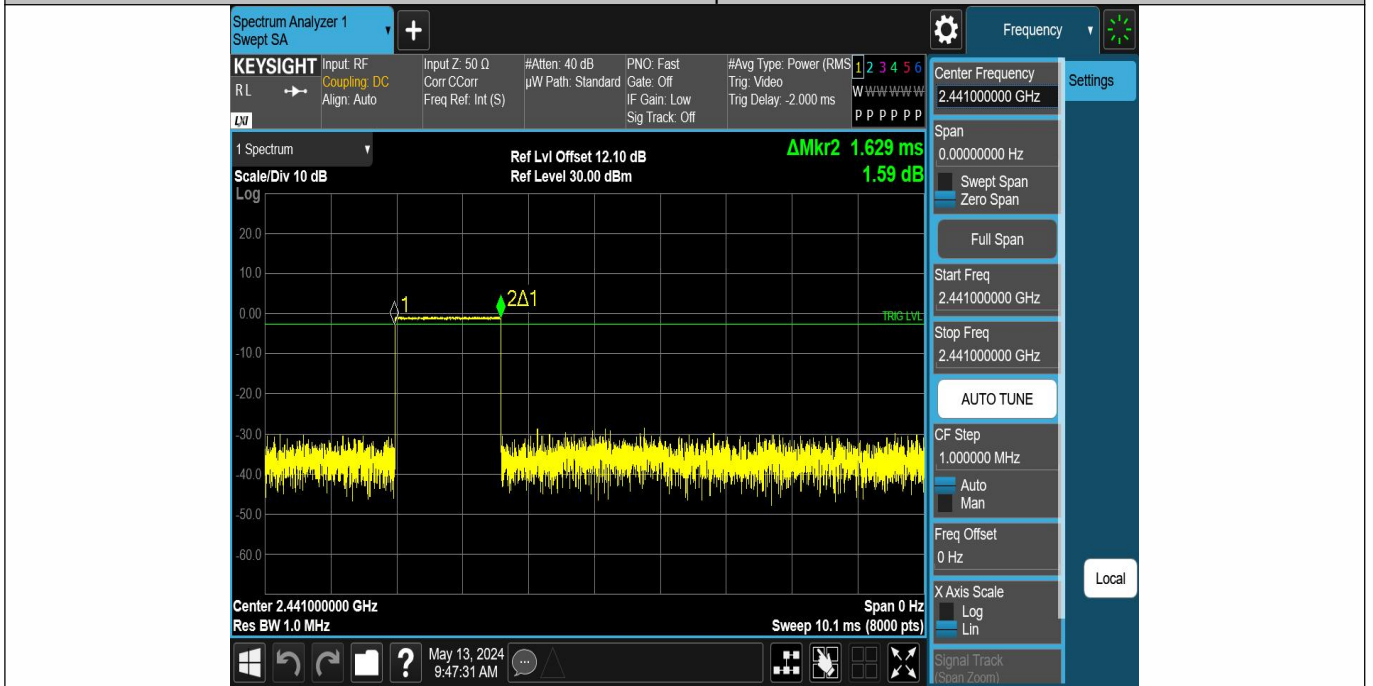 Spectrum Analyzer 1
Swept SA
+
Frequency
KEYSIGHT
RL
LXI
Input: RF
Coupling: DC
Align: Auto
Input Z: 50 Ω
Corr CCorr
Freq Ref: Int (S)
#Atten: 40 dB
µW Path: Standard
PNO: Fast
Gate: Off
IF Gain: Low
Sig Track: Off
#Avg Type: Power (RMS
Trig: Video
Trig Delay: -2.000 ms
1 2 3 4 5 6
W W W W W W
P P P P P P
Center Frequency
2.441000000 GHz
Settings
1 Spectrum
Scale/Div 10 dB
Ref Lvl Offset 12.10 dB
Ref Level 30.00 dBm
ΔMkr2 1.629 ms
1.59 dB
Log
20.0
10.0
0.00
-10.0
-20.0
-30.0
-40.0
-50.0
-60.0
1
2Δ1
TRIG LVL
Center 2.441000000 GHz
Res BW 1.0 MHz
Span 0 Hz
Sweep 10.1 ms (8000 pts)
Span
0.00000000 Hz
Swept Span
Zero Span
Full Span
Start Freq
2.441000000 GHz
Stop Freq
2.441000000 GHz
AUTO TUNE
CF Step
1.000000 MHz
Auto
Man
Freq Offset
0 Hz
X Axis Scale
Log
Lin
Signal Track
(Span Zoom)
Local
?
May 13, 2024
9:47:31 AM